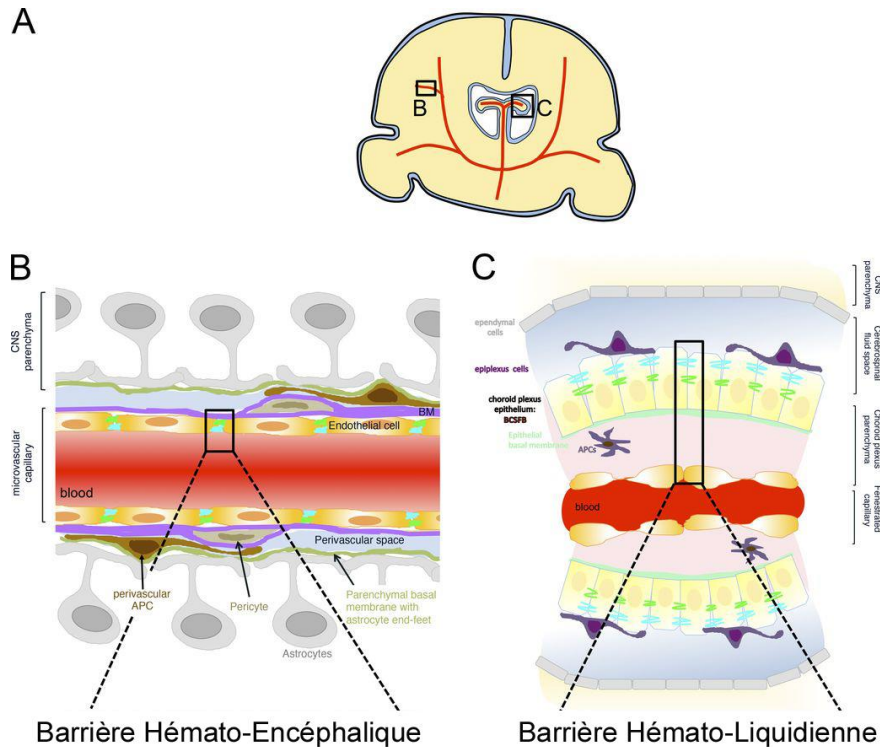 A
B
C
B
CNS
parenchyma
BM
Endothelial cell
microvascular
capillary
blood
Perivascular space
perivascular
APC
Pericyte
Parenchymal basal
membrane with
astrocyte end-feet
Astrocytes
Barrière Hémato-Encéphalique
C
CNS
parenchyma
ependymal
cells
Cerebrospinal
fluid space
epiplexus cells
choroid plexus
epithelium:
BCSFB
Epithelial
basal membrane
APCs
Choroid plexus
parenchyma
blood
Fenestrated
capillary
Barrière Hémato-Liquidienne